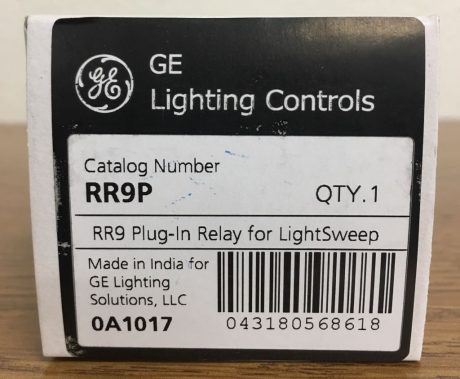 GE
GE
Lighting Controls
Catalog Number
RR9P QTY.1
RR9 Plug-In Relay for LightSweep
Made in India for
GE Lighting
Solutions, LLC
0A1017
043180568618